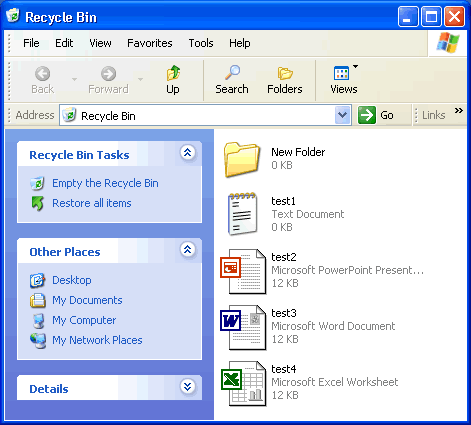 Recycle Bin
File Edit View Favorites Tools Help
Back Forward Up Search Folders Views
Address Recycle Bin Go Links »
Recycle Bin Tasks
Empty the Recycle Bin
Restore all items
Other Places
Desktop
My Documents
My Computer
My Network Places
Details
New Folder
0 KB
test1
Text Document
0 KB
test2
Microsoft PowerPoint Present...
12 KB
test3
Microsoft Word Document
12 KB
test4
Microsoft Excel Worksheet
12 KB